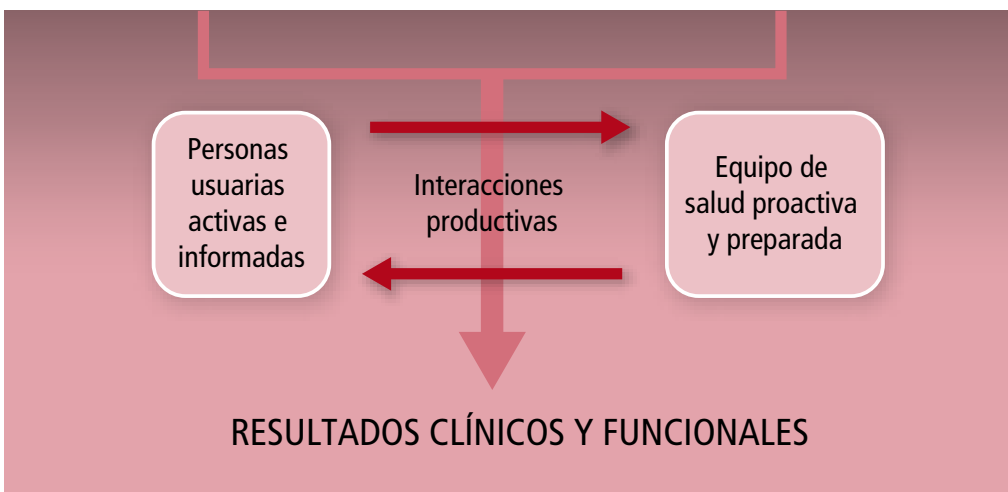 Personas
usuarias
activas e
informadas
Interacciones
productivas
Equipo de
salud proactiva
y preparada
RESULTADOS CLÍNICOS Y FUNCIONALES